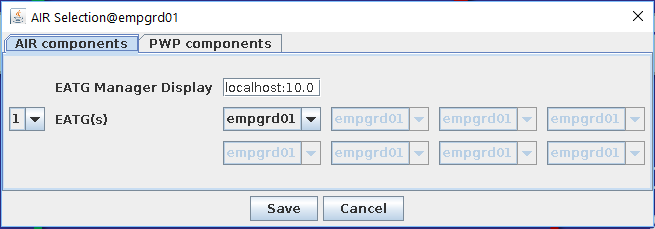 AIR Selection@empgrd01
AIR components PWP components
EATG Manager Display localhost:10.0
1 EATG(s) empgrd01 empgrd01 empgrd01 empgrd01
empgrd01 empgrd01 empgrd01 empgrd01
Save Cancel